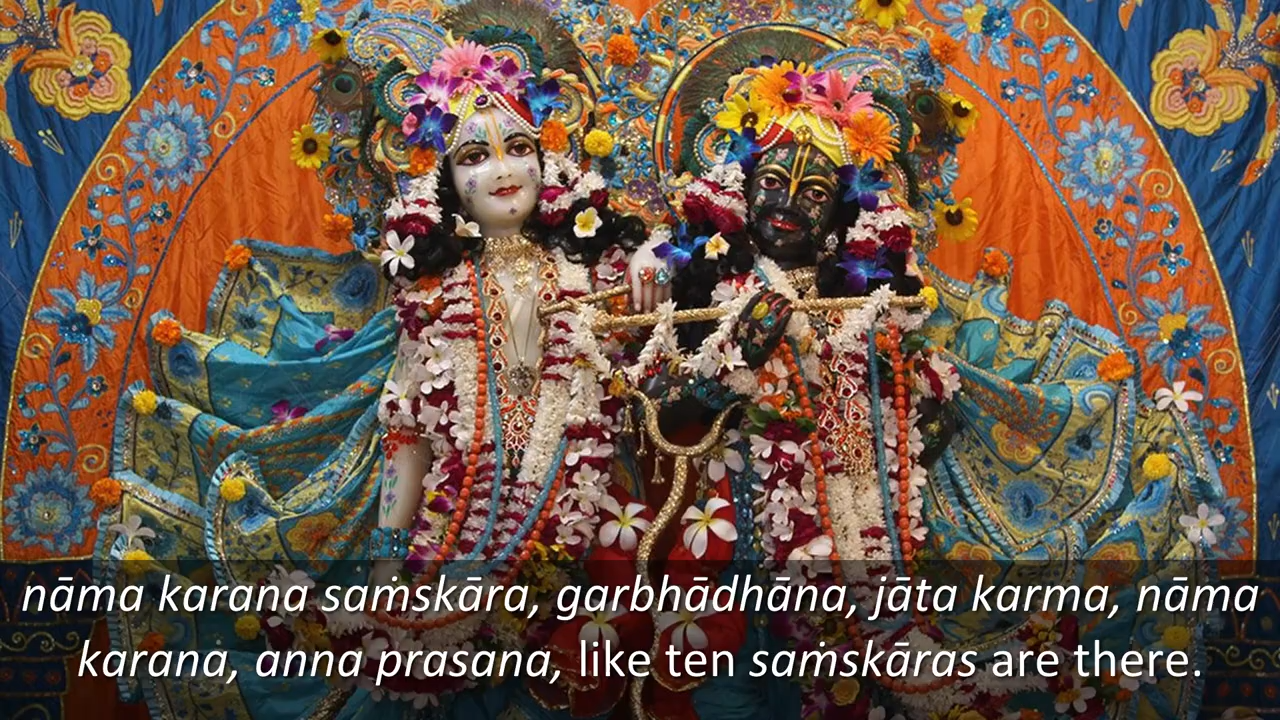 nāma karana saṁskāra, garbhādhāna, jāta karma, nāma
karana, anna prasana, like ten saṁskāras are there.